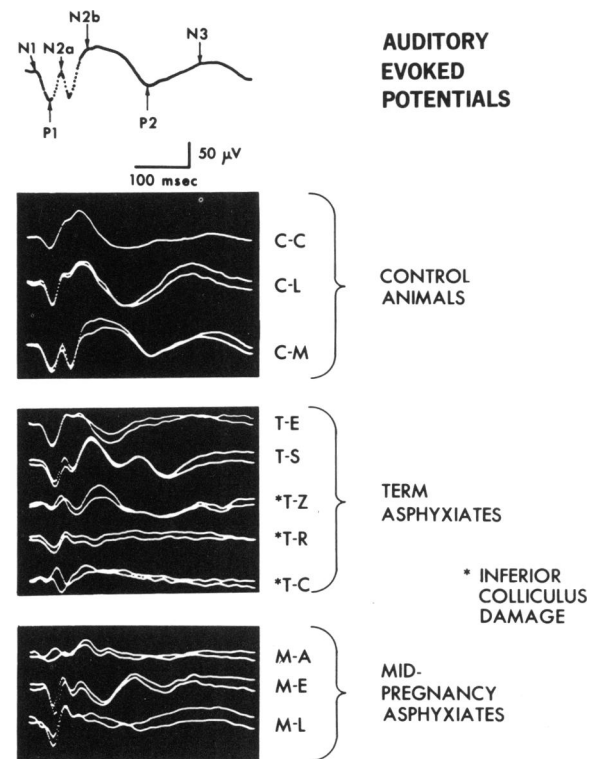 N2b
N1 N2a N3
P1 P2
50 μV
100 msec
AUDITORY
EVOKED
POTENTIALS
C-C
C-L
C-M
CONTROL
ANIMALS
T-E
T-S
*T-Z
*T-R
*T-C
TERM
ASPHYXIATES
* INFERIOR
COLLICULUS
DAMAGE
M-A
M-E
M-L
MID-
PREGNANCY
ASPHYXIATES